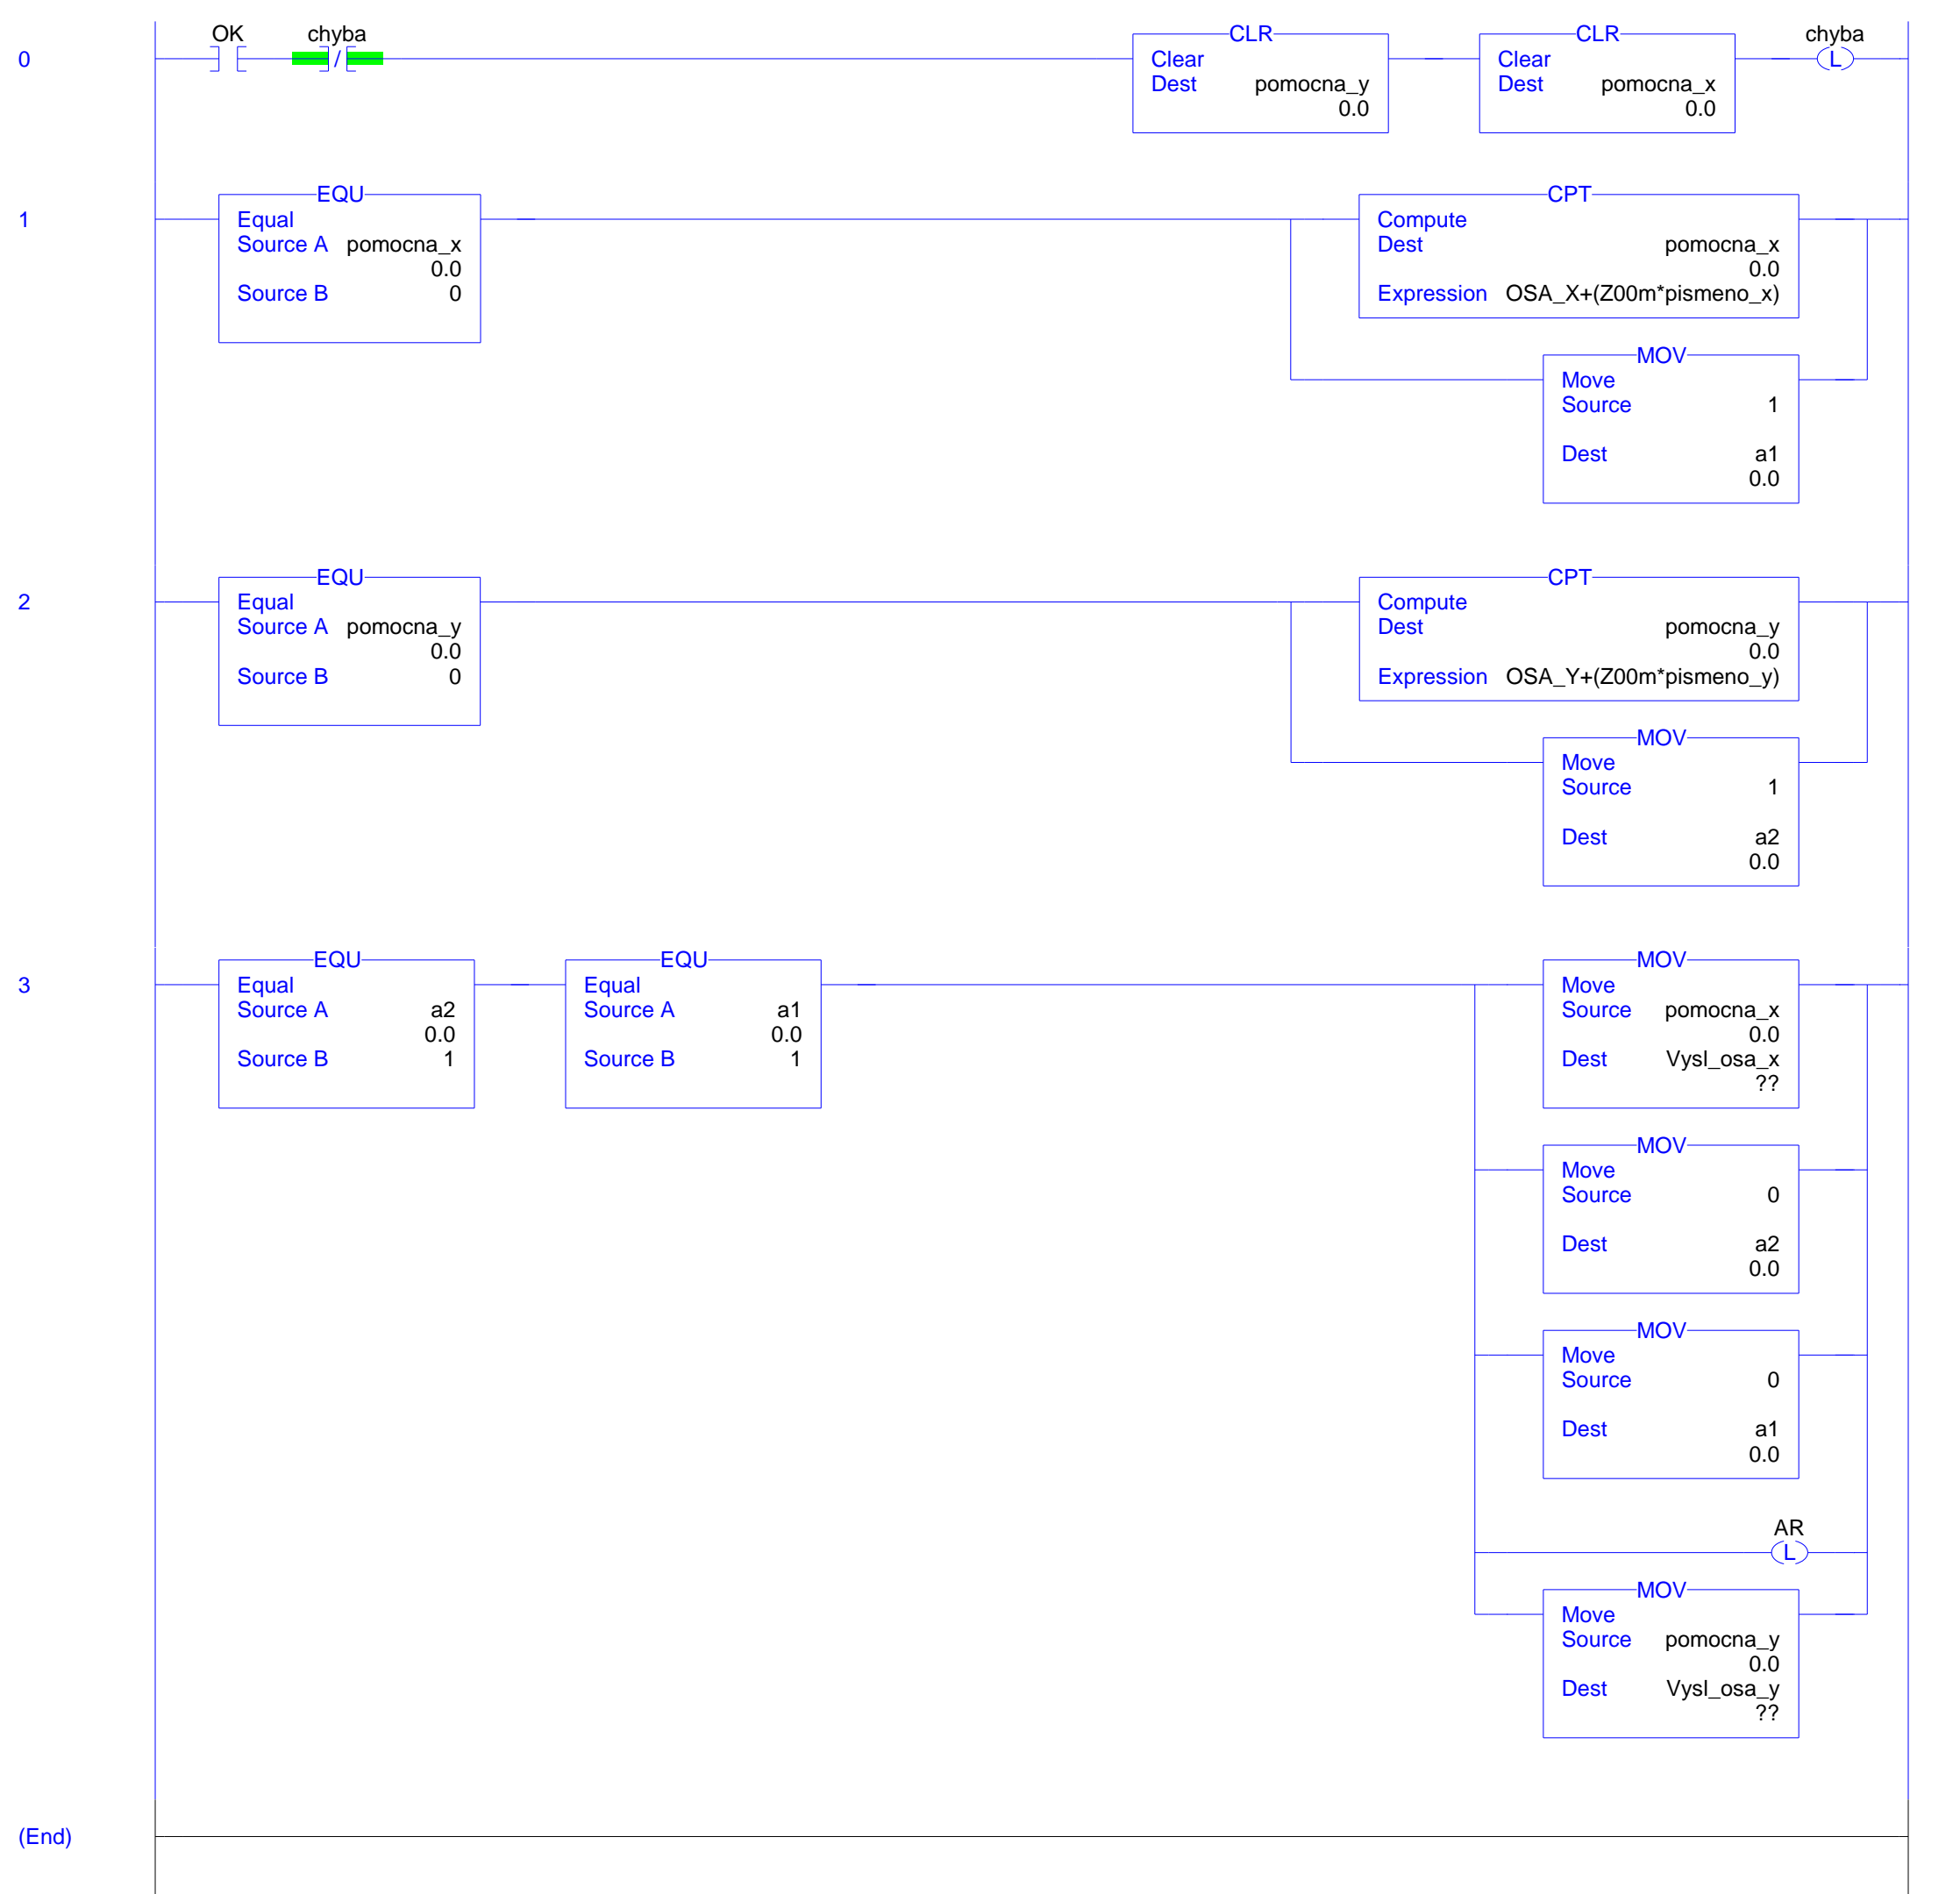 OK chyba chyba
0
CLR CLR
Clear Clear
Dest pomocna_y Dest pomocna_x
0.0 0.0
L
1
EQU
Equal
Source A pomocna_x
0.0
Source B 0
CPT
Compute
Dest pomocna_x
0.0
Expression OSA_X+(Z00m*pismeno_x)
MOV
Move
Source 1
Dest a1
0.0
2
EQU
Equal
Source A pomocna_y
0.0
Source B 0
CPT
Compute
Dest pomocna_y
0.0
Expression OSA_Y+(Z00m*pismeno_y)
MOV
Move
Source 1
Dest a2
0.0
3
EQU
Equal
Source A a2
0.0
Source B 1
EQU
Equal
Source A a1
0.0
Source B 1
MOV
Move
Source pomocna_x
0.0
Dest Vysl_osa_x
??
MOV
Move
Source 0
Dest a2
0.0
MOV
Move
Source 0
Dest a1
0.0
AR
L
MOV
Move
Source pomocna_y
0.0
Dest Vysl_osa_y
??
(End)